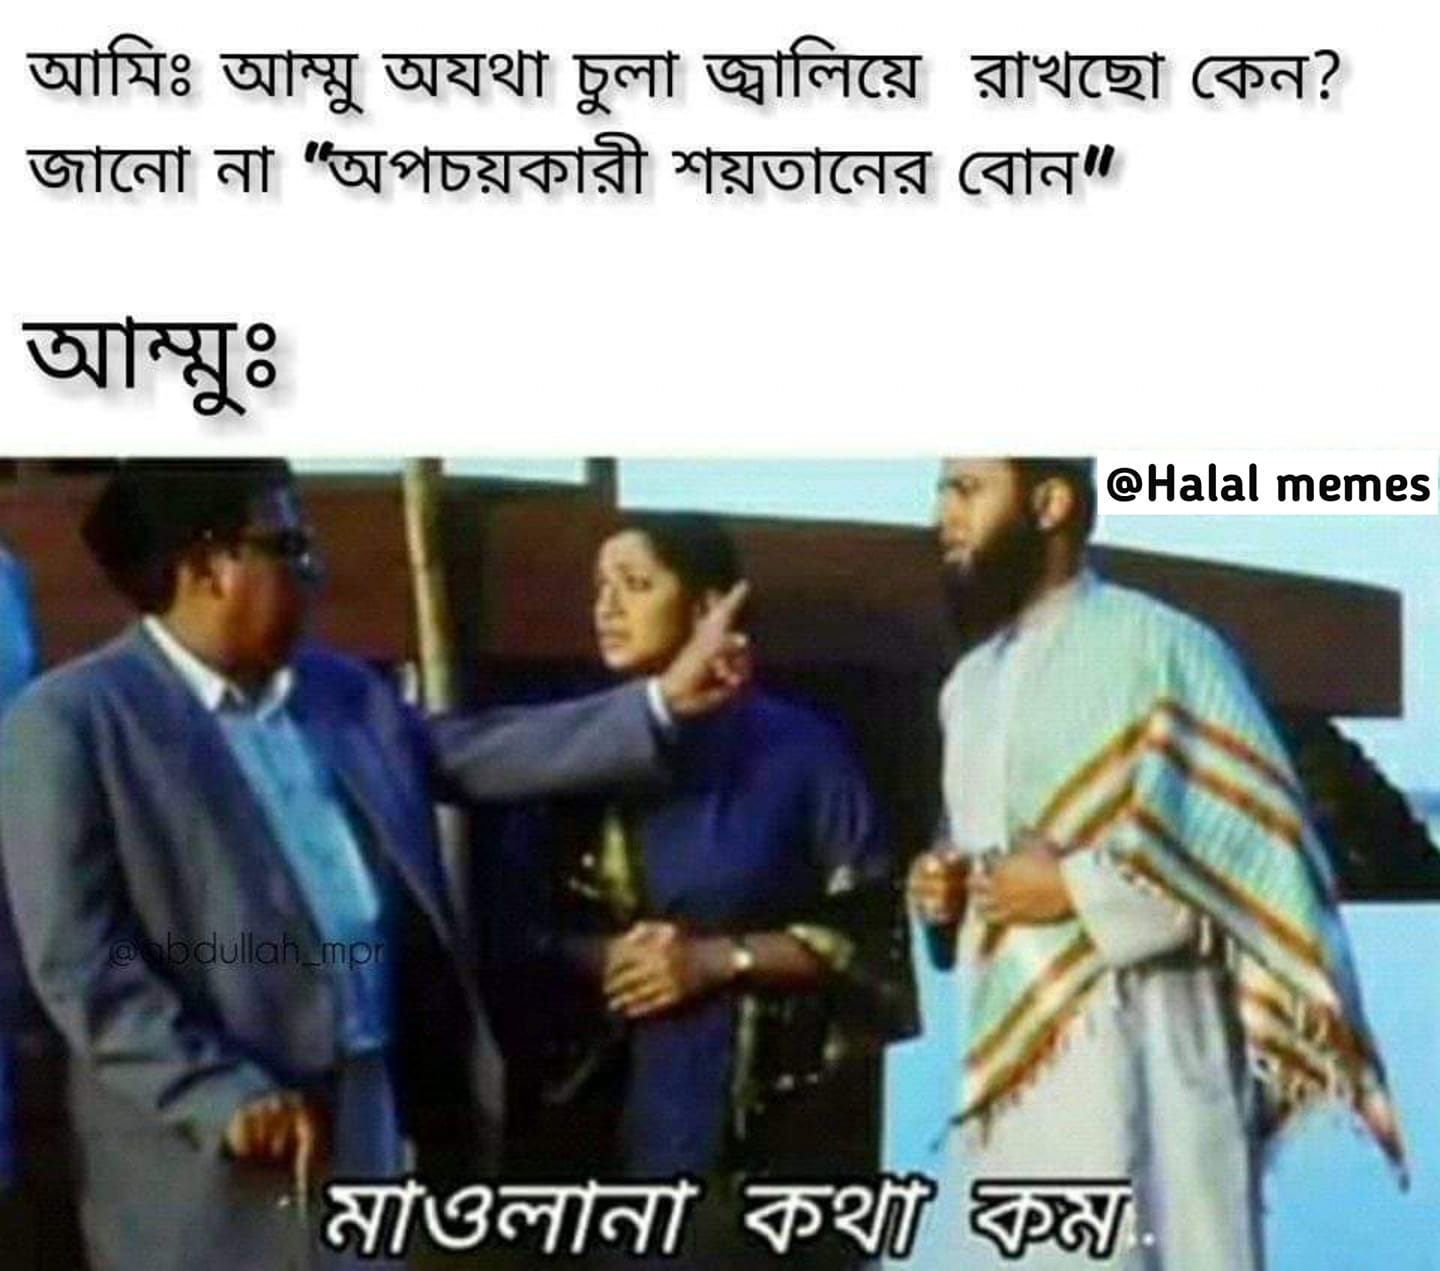 আমিঃ আম্মু অযথা চুলা জ্বালিয়ে রাখছো কেন?
জানো না "অপচয়কারী শয়তানের বোন"
আম্মুঃ
@Halal memes
@abdullah_mpr
মাওলানা কথা কম..